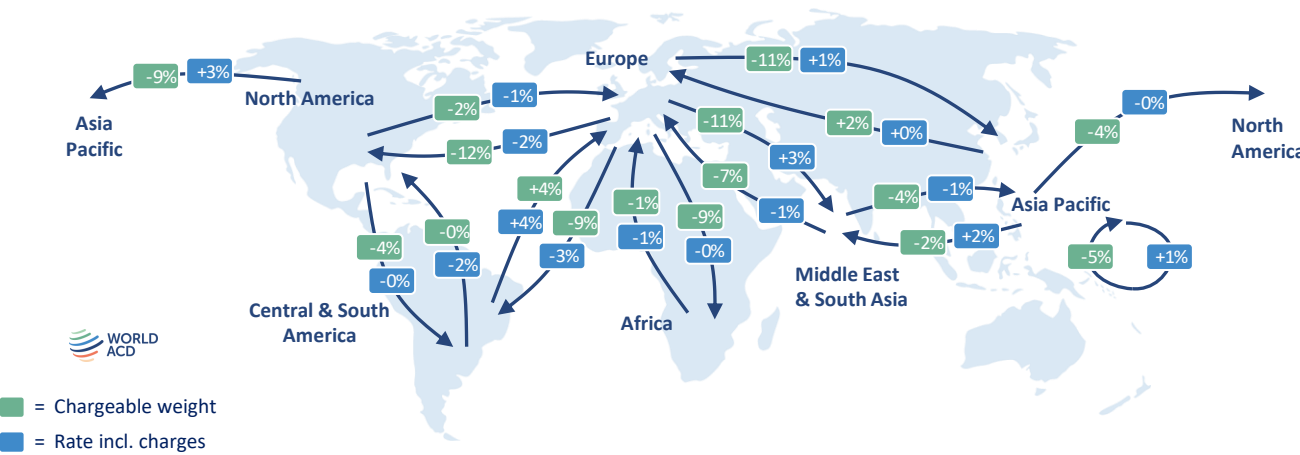 Europe
-11%
+1%
-9%
+3%
North America
Asia
Pacific
-2%
-1%
-12%
-2%
-11%
+3%
+2%
+0%
-4%
-0%
North
America
+4%
+4%
-9%
-3%
-1%
-1%
-9%
-0%
-7%
-1%
-4%
-1%
Asia Pacific
-2%
+2%
-5%
+1%
-4%
-0%
-0%
-2%
Middle East
& South Asia
Central & South
America
Africa
WORLD
ACD
= Chargeable weight
= Rate incl. charges